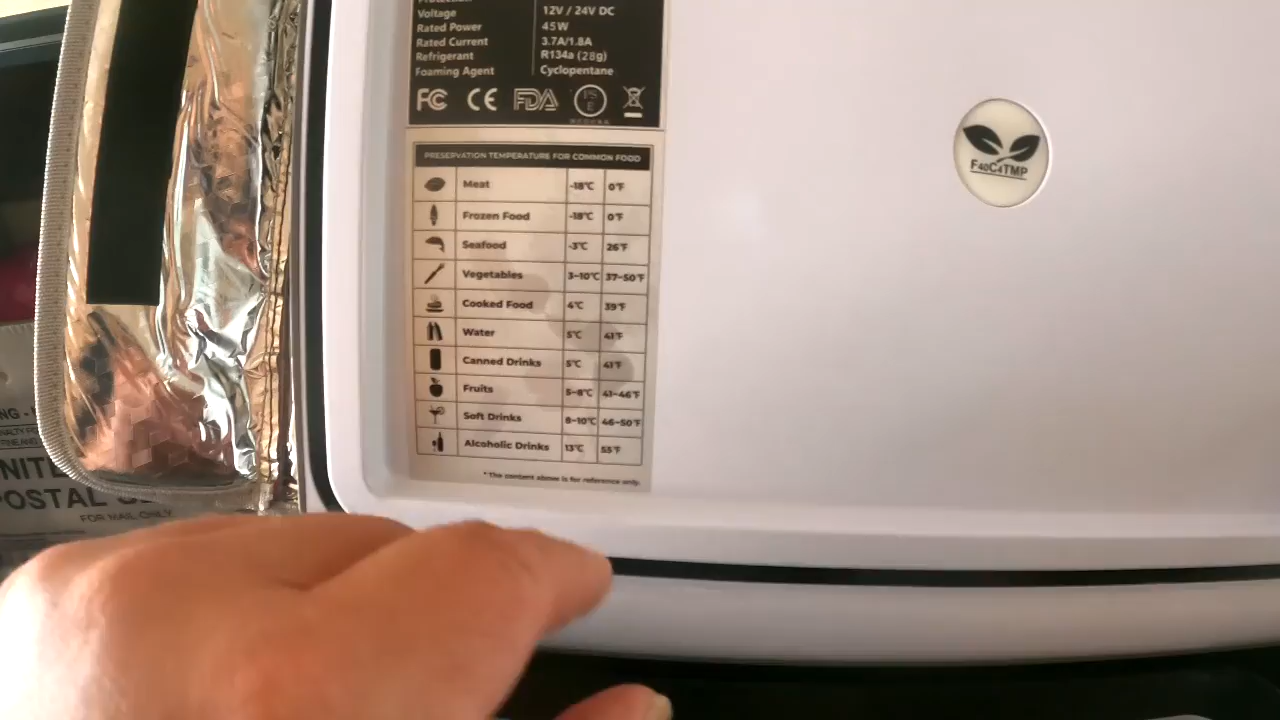 Voltage 12V / 24V DC
Rated Power 45W
Rated Current 3.7A/1.8A
Refrigerant R134a (28g)
Foaming Agent Cyclopentane
FC CE FDA
PRESERVATION TEMPERATURE FOR COMMON FOOD
Meat -18℃ 0℉
Frozen Food -18℃ 0℉
Seafood -3℃ 26℉
Vegetables 3~10℃ 37~50℉
Cooked Food 4℃ 39℉
Water 5℃ 41℉
Canned Drinks 5℃ 41℉
Fruits 5~8℃ 41~46℉
Soft Drinks 8~10℃ 46~50℉
Alcoholic Drinks 13℃ 55℉
*The content above is for reference only.
F40C4TMP
POSTAL
FOR MAIL ONLY